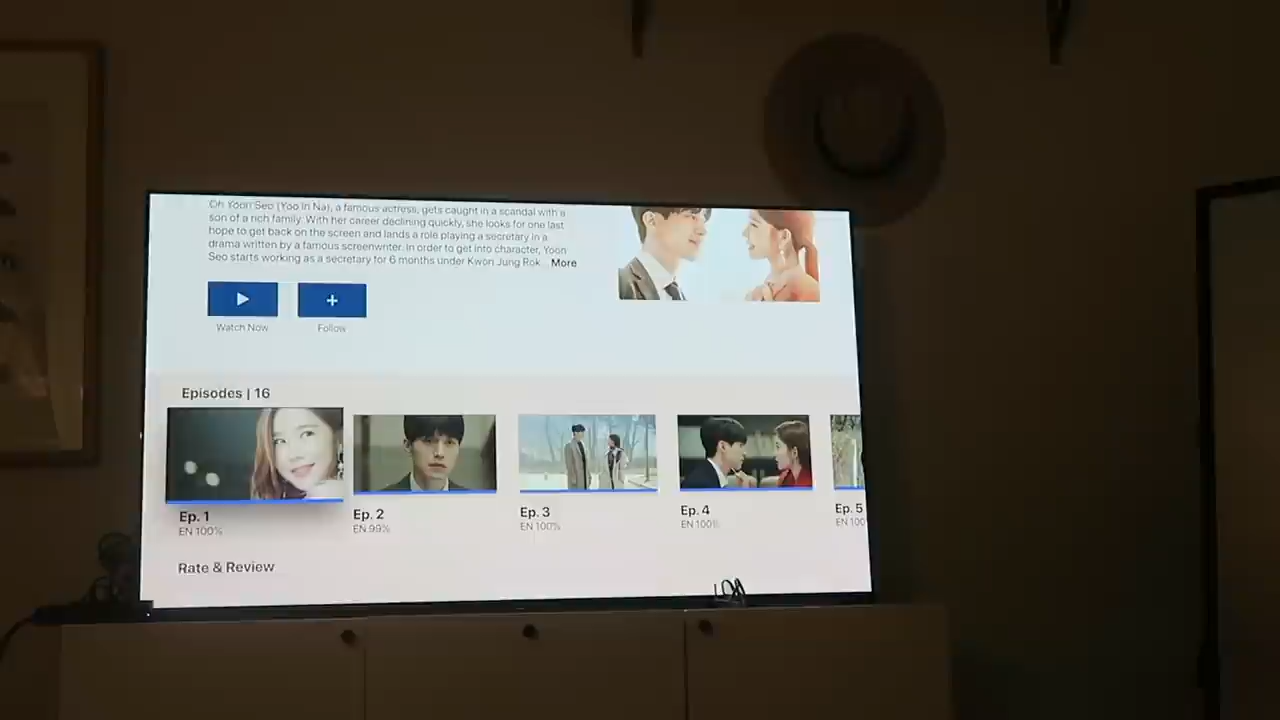 Oh Yoon Seo (Yoo In Na), a famous actress, gets caught in a scandal with a
son of a rich family. With her career declining quickly, she looks for one last
hope to get back on the screen and lands a role playing a secretary in a
drama written by a famous screenwriter. In order to get into character, Yoon
Seo starts working as a secretary for 6 months under Kwon Jung Rok... More
Watch Now
Follow
Episodes | 16
Ep. 1
EN 100%
Ep. 2
EN 99%
Ep. 3
EN 100%
Ep. 4
EN 100%
Ep. 5
EN 100
Rate & Review